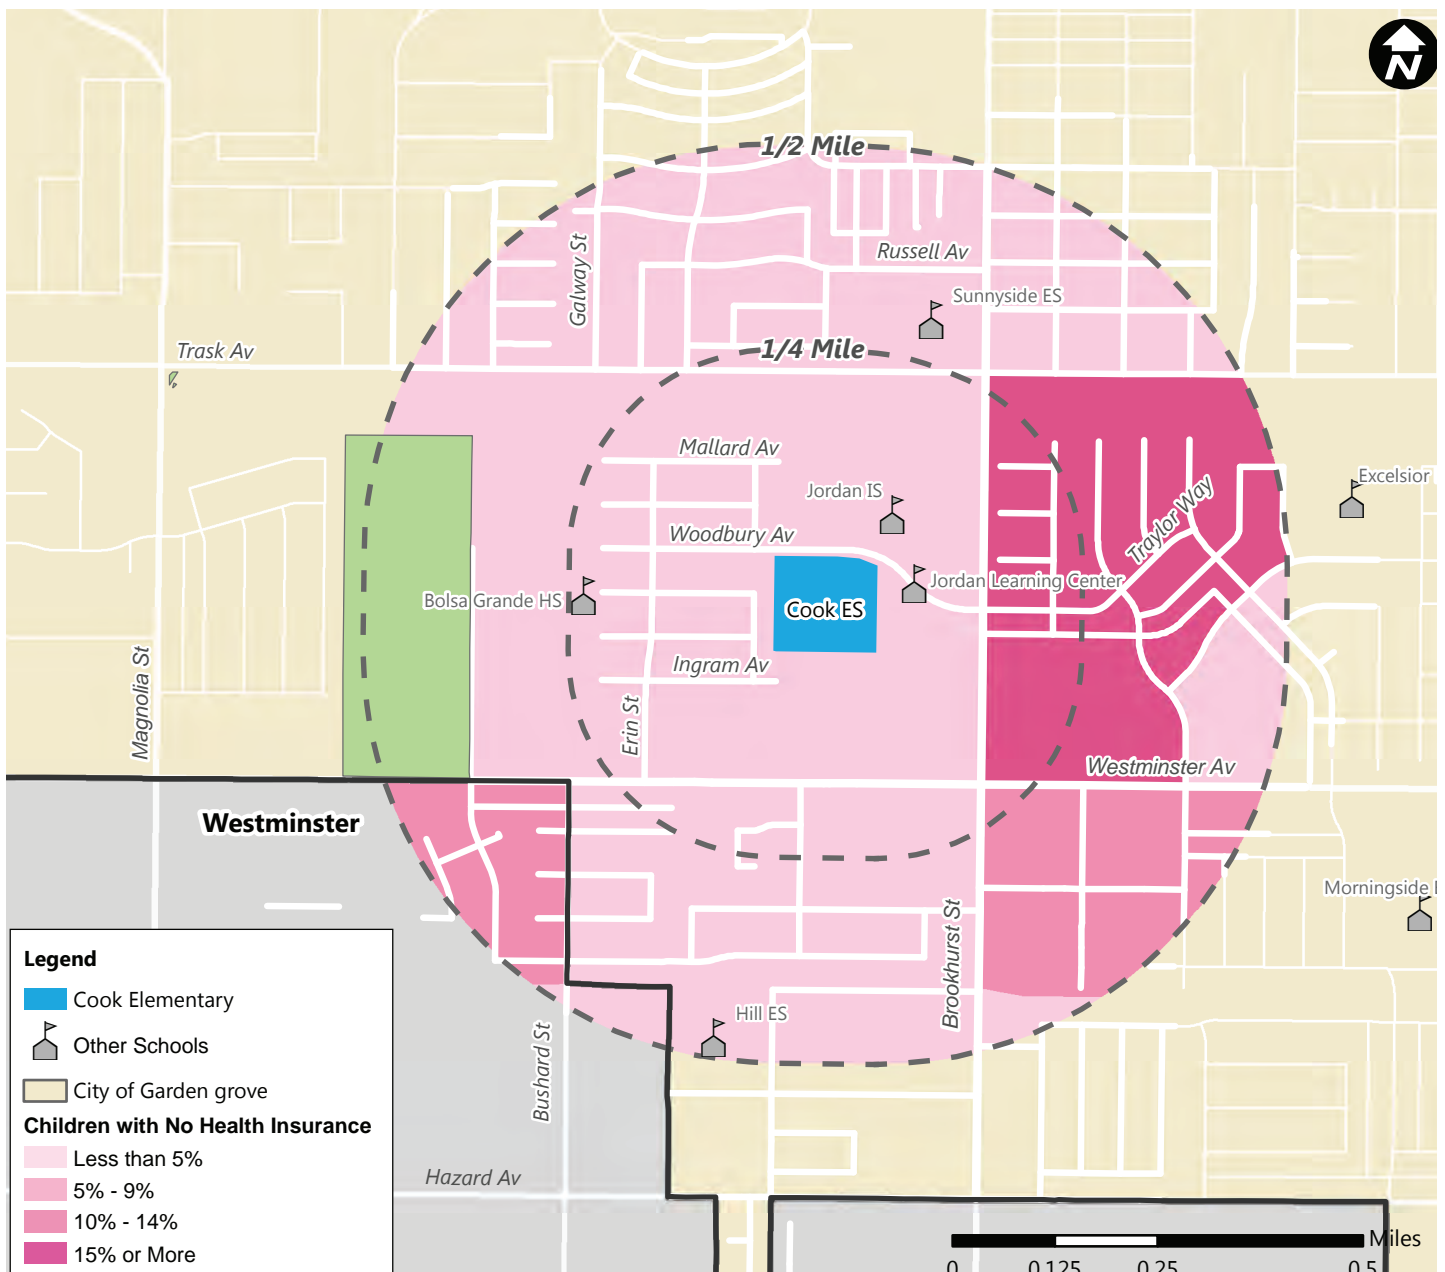 N
1/2 Mile
Russell Av
Galway St
Sunnyside ES
Trask Av
1/4 Mile
Mallard Av
Jordan IS
Excelsior
Traylor Way
Woodbury Av
Jordan Learning Center
Bolsa Grande HS
Cook ES
Ingram Av
Magnolia St
Erin St
Westminster Av
Westminster
Morningside
Brookhurst St
Hill ES
Bushard St
Hazard Av
Legend
Cook Elementary
Other Schools
City of Garden grove
Children with No Health Insurance
Less than 5%
5% - 9%
10% - 14%
15% or More
Miles
0 0.125 0.25 0.5